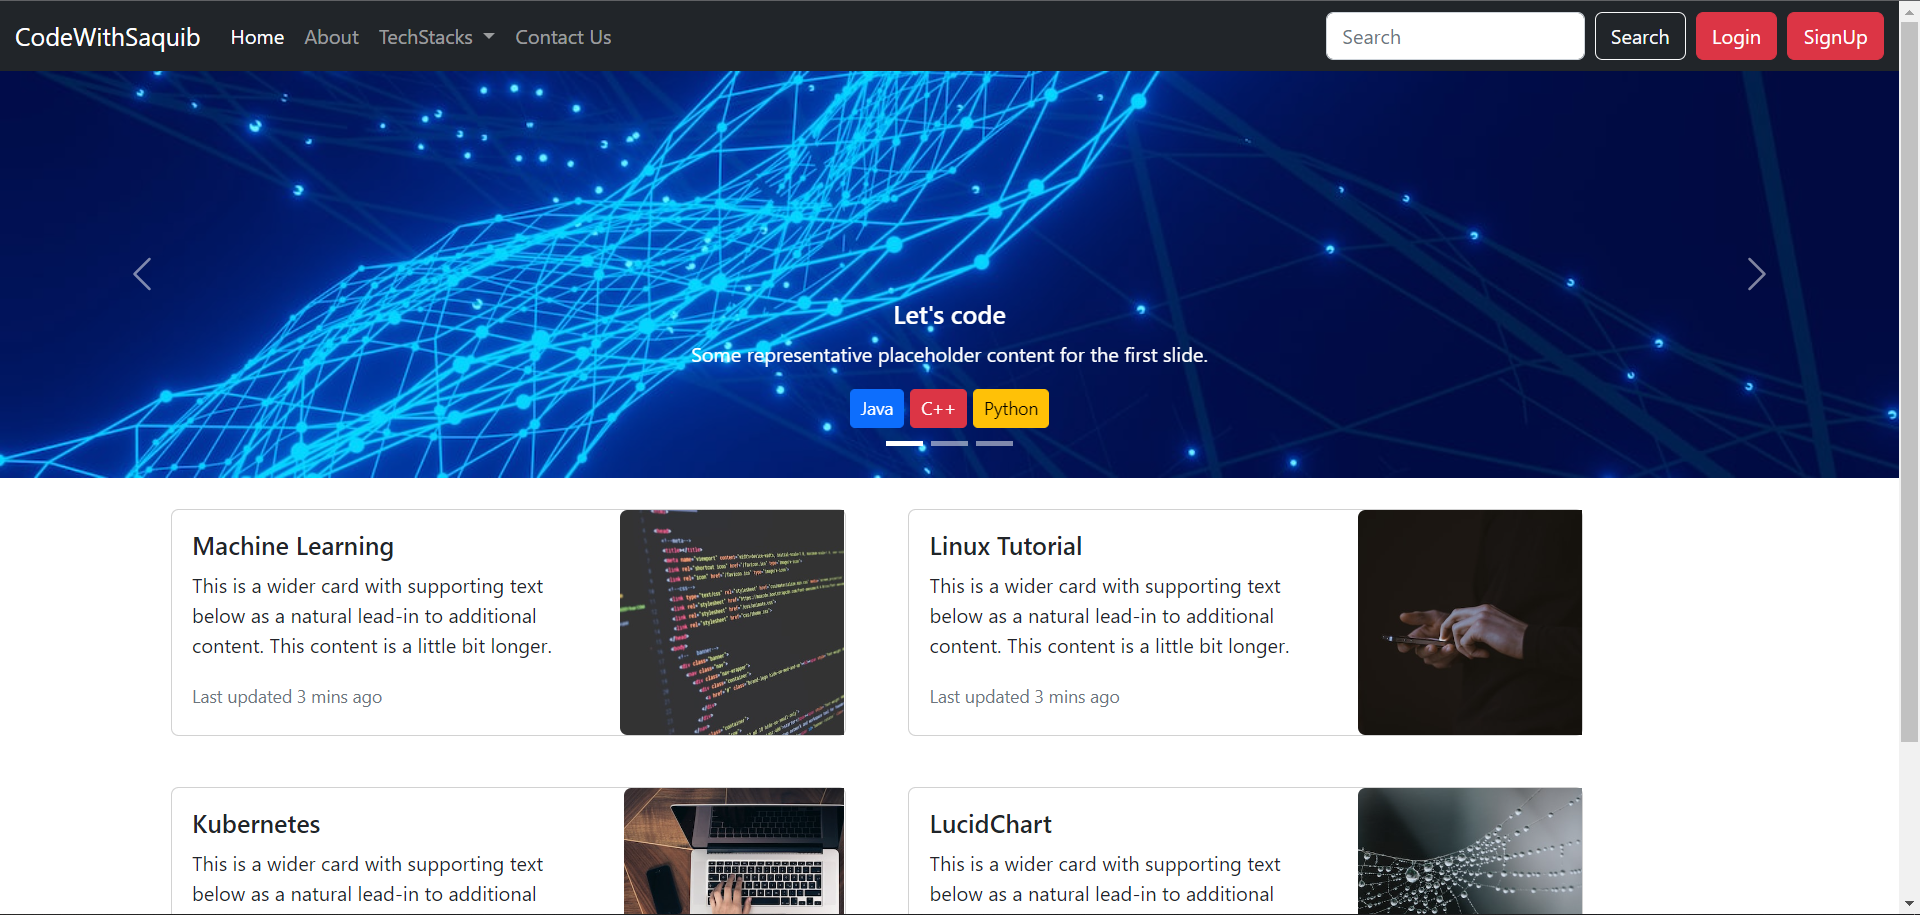 CodeWithSaquib Home About TechStacks Contact Us Search Search Login SignUp
Let's code
Some representative placeholder content for the first slide.
Java C++ Python
Machine Learning
This is a wider card with supporting text
below as a natural lead-in to additional
content. This content is a little bit longer.
Last updated 3 mins ago
Linux Tutorial
This is a wider card with supporting text
below as a natural lead-in to additional
content. This content is a little bit longer.
Last updated 3 mins ago
Kubernetes
This is a wider card with supporting text
below as a natural lead-in to additional
LucidChart
This is a wider card with supporting text
below as a natural lead-in to additional